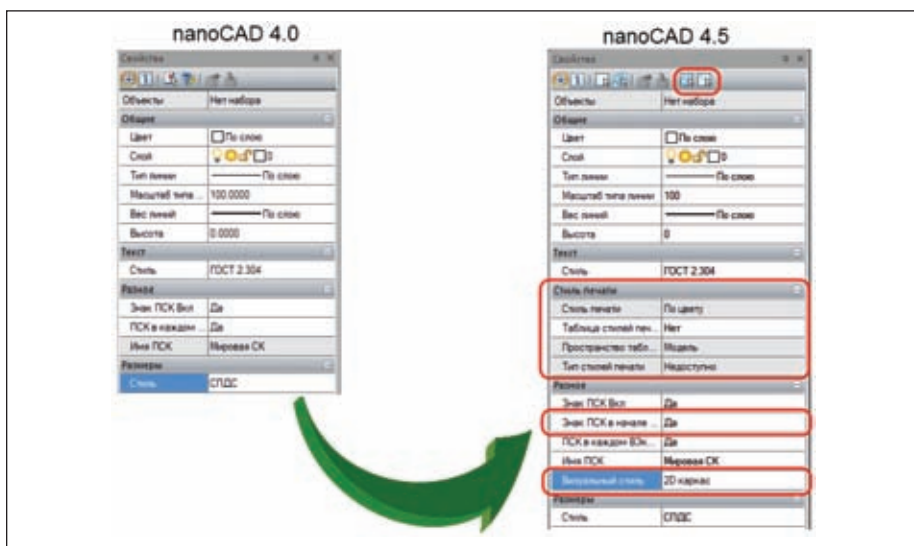 nanoCAD 4.0
Свойства
Объекты Нет набора
Общие
Цвет По слою
Слой 0
Тип линии По слою
Масштаб типа ... 100.0000
Вес линий По слою
Высота 0.0000
Текст
Стиль ГОСТ 2.304
Разное
Знак ПСК Вкл Да
ПСК в каждом ... Да
Имя ПСК Мировая СК
Размеры
Стиль СПДС
nanoCAD 4.5
Свойства
Объекты Нет набора
Общие
Цвет По слою
Слой 0
Тип линии По слою
Масштаб типа линии 100
Вес линий По слою
Высота 0
Текст
Стиль ГОСТ 2.304
Стиль печати
Стиль печати По цвету
Таблица стилей печ... Нет
Пространство табл... Модель
Тип стилей печати Недоступно
Разное
Знак ПСК Вкл Да
Знак ПСК в начале ... Да
ПСК в каждом ВЭк... Да
Имя ПСК Мировая СК
Визуальный стиль 2D каркас
Размеры
Стиль СПДС